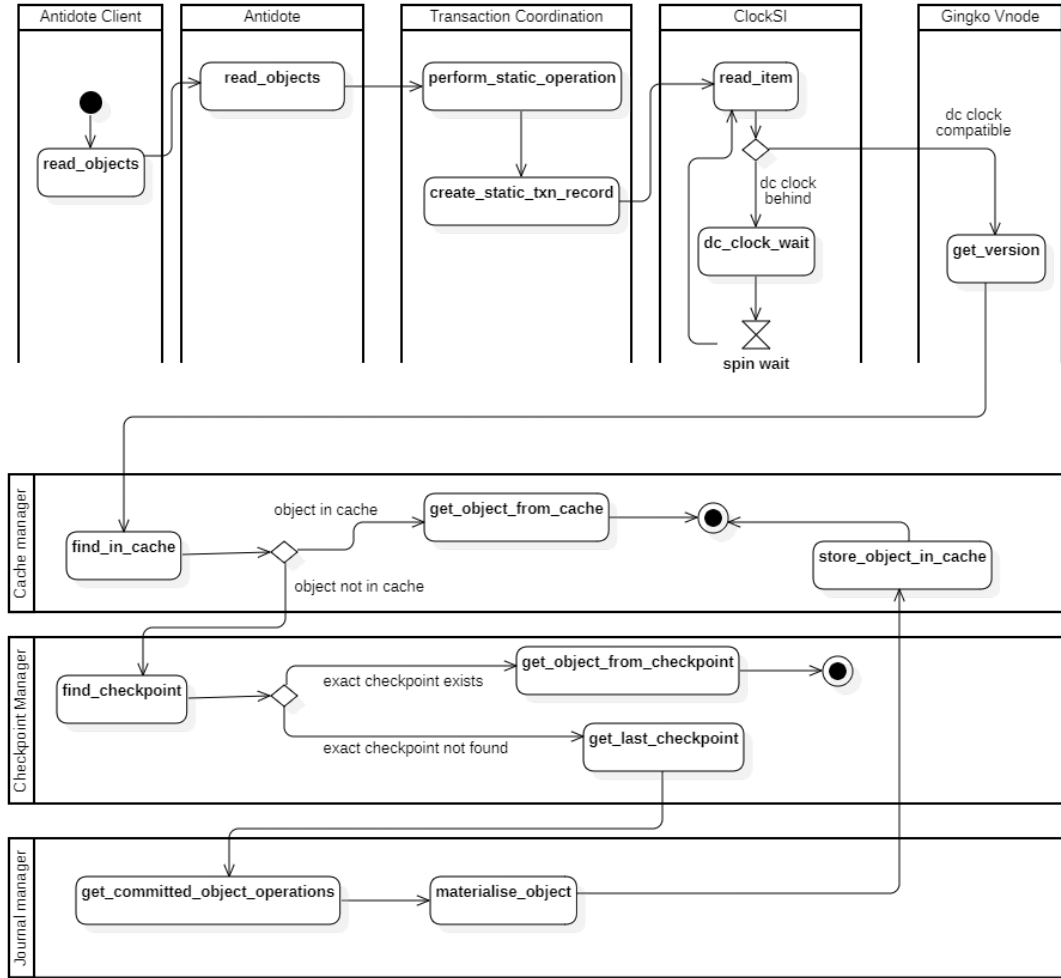 Antidote Client
Antidote
Transaction Coordination
ClockSI
Gingko Vnode
read_objects
read_objects
perform_static_operation
create_static_txn_record
read_item
dc clock
compatible
dc clock
behind
dc_clock_wait
spin wait
get_version
Cache manager
find_in_cache
object in cache
object not in cache
get_object_from_cache
store_object_in_cache
Checkpoint Manager
find_checkpoint
exact checkpoint exists
exact checkpoint not found
get_object_from_checkpoint
get_last_checkpoint
Journal manager
get_committed_object_operations
materialise_object